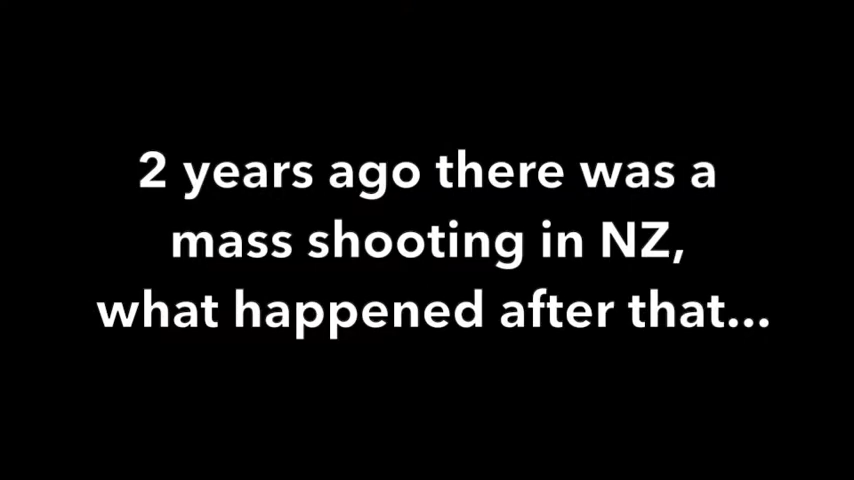 2 years ago there was a
mass shooting in NZ,
what happened after that...